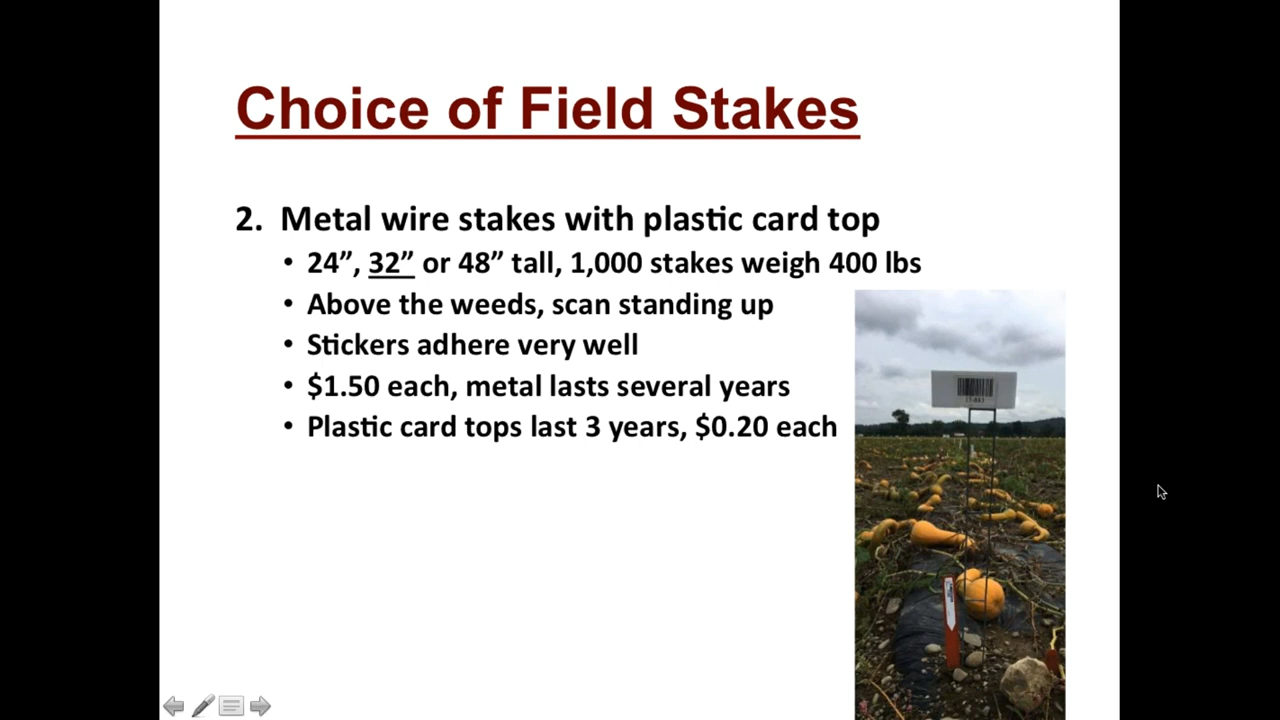 Choice of Field Stakes
2. Metal wire stakes with plastic card top
• 24”, 32” or 48” tall, 1,000 stakes weigh 400 lbs
• Above the weeds, scan standing up
• Stickers adhere very well
• $1.50 each, metal lasts several years
• Plastic card tops last 3 years, $0.20 each